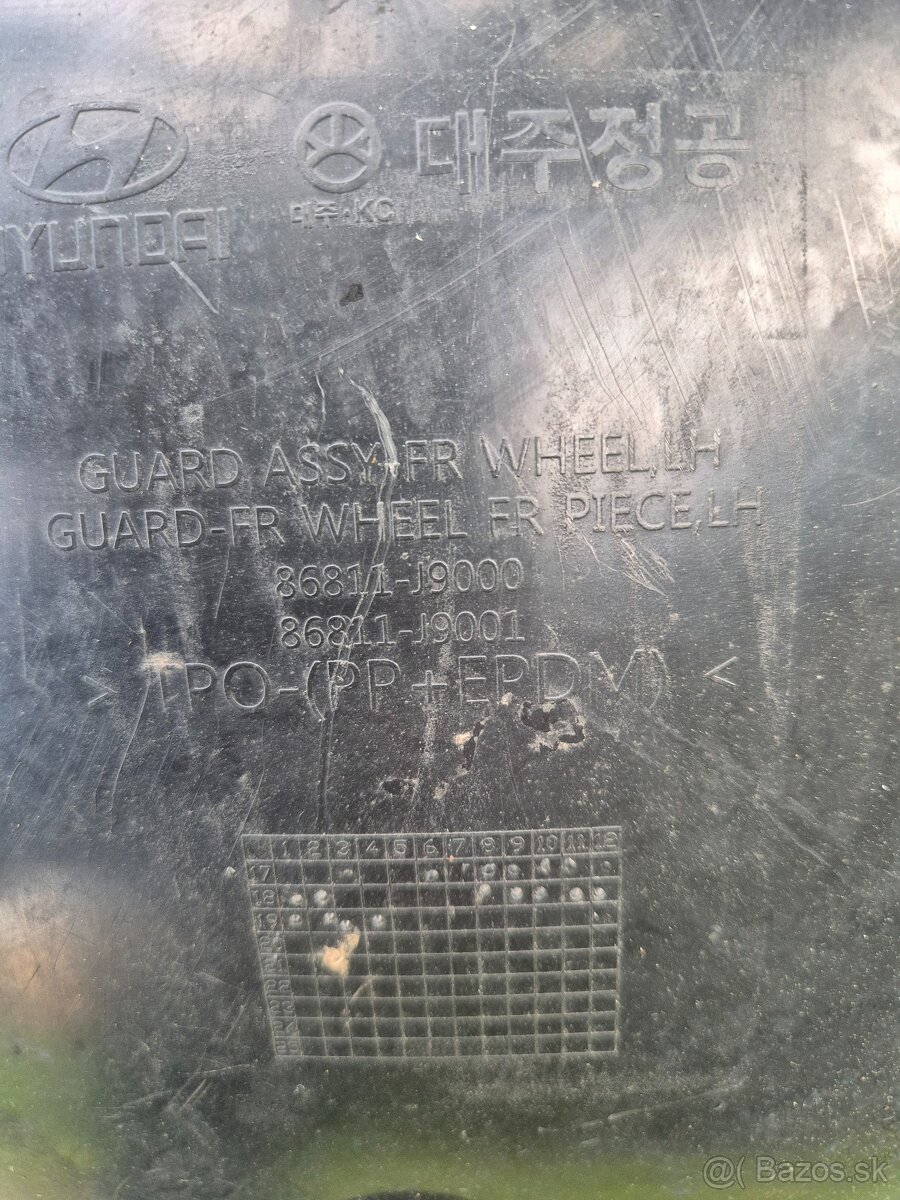 HYUNDAI
대주·KC
대주정공
GUARD ASSY-FR WHEEL,LH
GUARD-FR WHEEL FR PIECE,LH
86811-J9000
86811-J9001
> TPO-(PP+EPDM) <
1 2 3 4 5 6 7 8 9 10 11 12
17
18
19
@( Bazos.sk